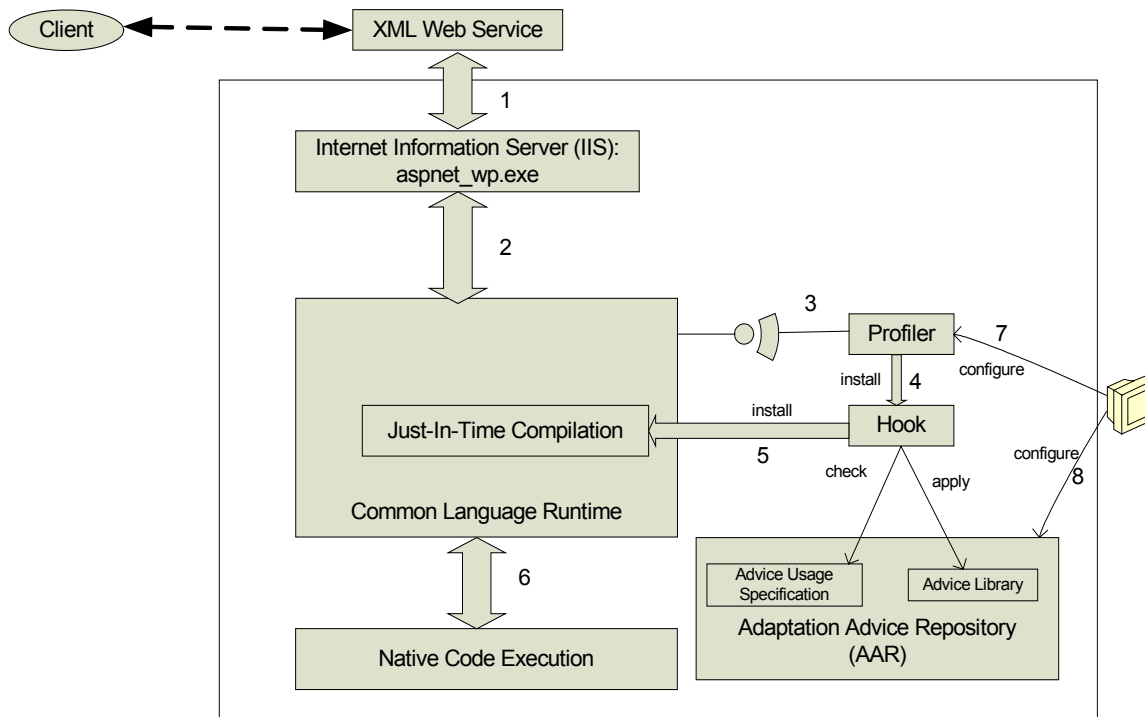 Client
XML Web Service
1
Internet Information Server (IIS):
aspnet_wp.exe
2
3
Profiler
7
configure
install
4
Hook
install
Just-In-Time Compilation
5
check
apply
configure
8
Common Language Runtime
6
Advice Usage
Specification
Advice Library
Adaptation Advice Repository
(AAR)
Native Code Execution